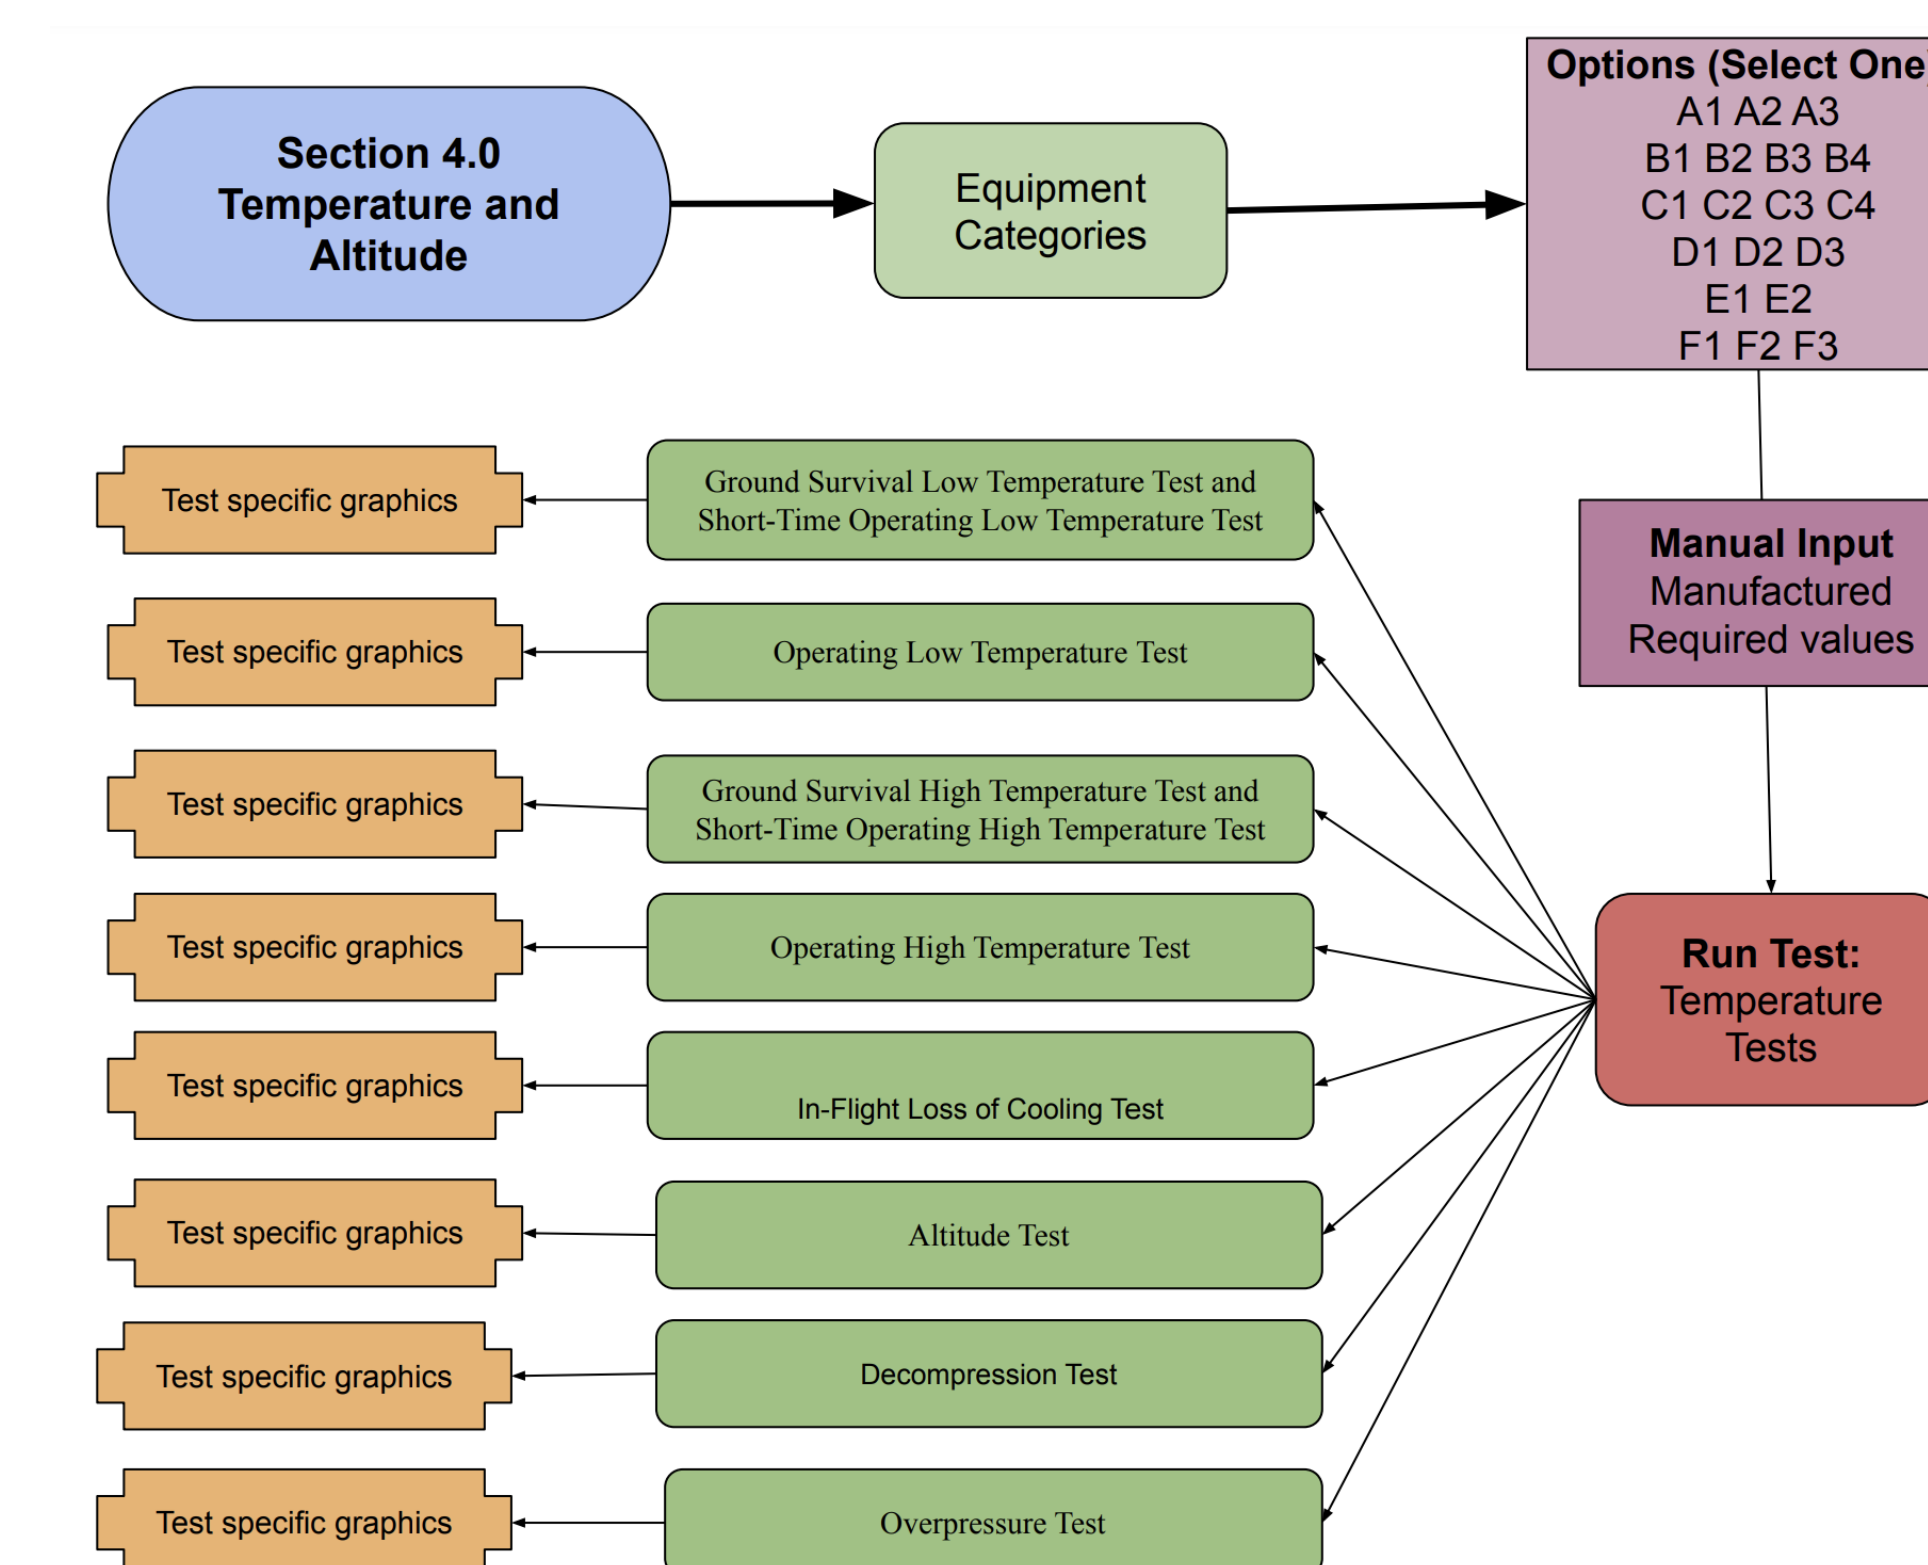 Section 4.0
Temperature and
Altitude
Equipment
Categories
Options (Select One)
A1 A2 A3
B1 B2 B3 B4
C1 C2 C3 C4
D1 D2 D3
E1 E2
F1 F2 F3
Manual Input
Manufactured
Required values
Run Test:
Temperature
Tests
Test specific graphics
Ground Survival Low Temperature Test and
Short-Time Operating Low Temperature Test
Test specific graphics
Operating Low Temperature Test
Test specific graphics
Ground Survival High Temperature Test and
Short-Time Operating High Temperature Test
Test specific graphics
Operating High Temperature Test
Test specific graphics
In-Flight Loss of Cooling Test
Test specific graphics
Altitude Test
Test specific graphics
Decompression Test
Test specific graphics
Overpressure Test